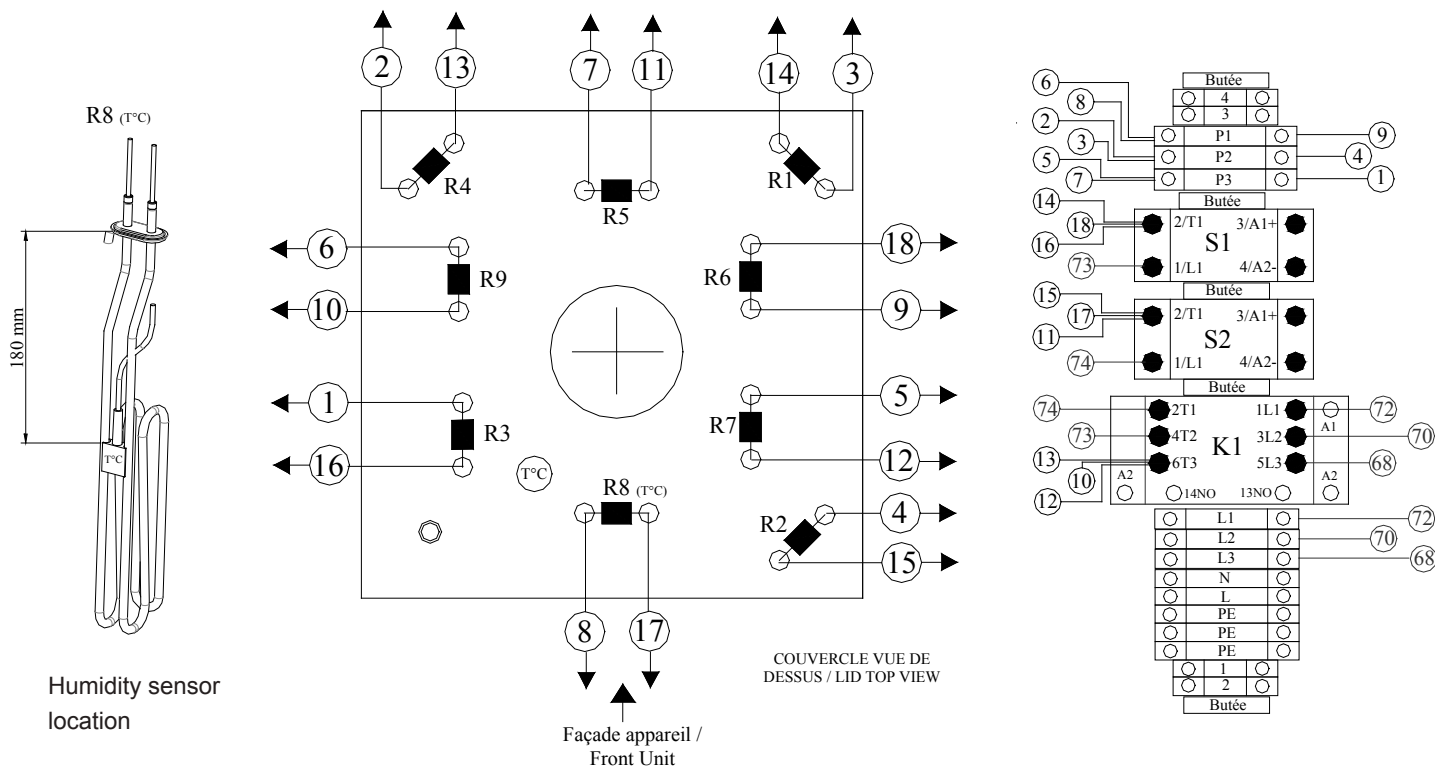 R8 (T°C)
180 mm
T°C
Humidity sensor
location
2
13
7
11
14
3
R4
R5
R1
6
R9
10
18
R6
9
1
R3
16
5
R7
12
T°C
R8 (T°C)
R2
4
15
8
17
COUVERCLE VUE DE
DESSUS / LID TOP VIEW
Façade appareil /
Front Unit
Butée
4
3
6
8
2
3
5
7
P1
P2
P3
9
4
1
Butée
14
18
16
73
2/T1 3/A1+
S1
1/L1 4/A2-
Butée
15
17
11
74
2/T1 3/A1+
S2
1/L1 4/A2-
Butée
74
73
13
10
12
2T1 1L1
4T2 3L2
6T3 5L3
K1
A1
A2 A2
14NO 13NO
72
70
68
L1
L2
L3
N
L
PE
PE
PE
1
2
Butée
72
70
68